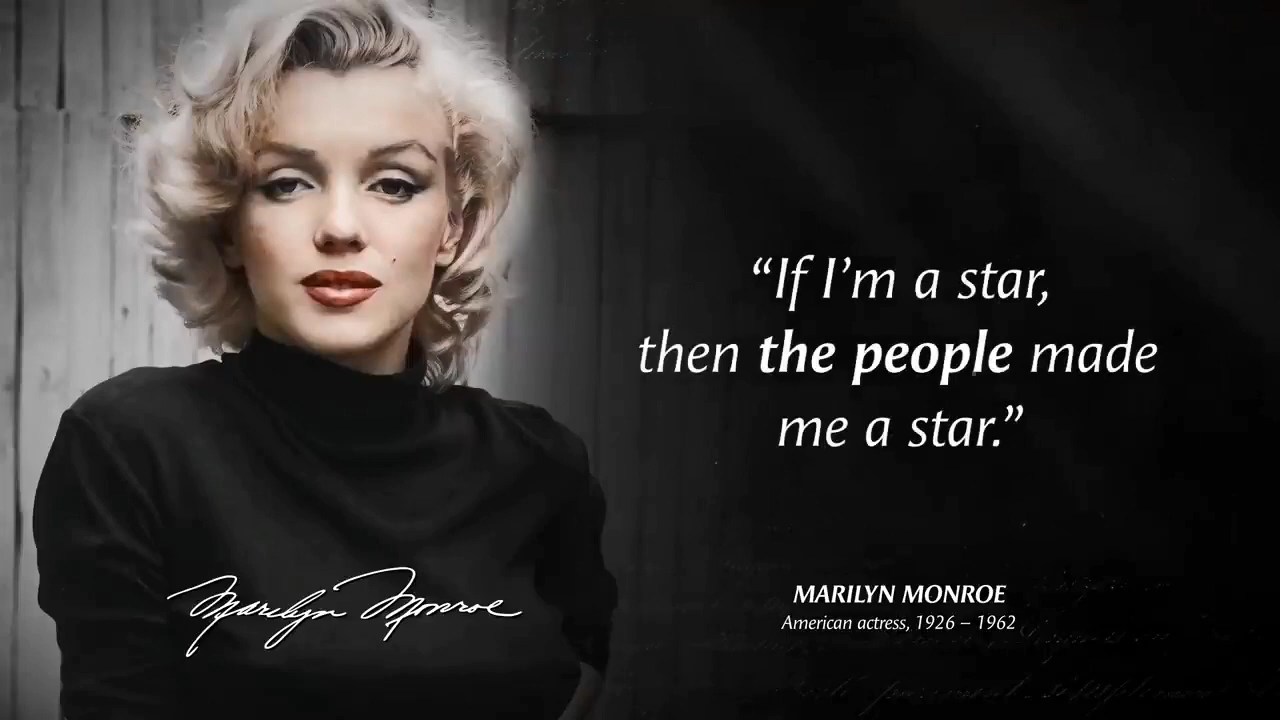 “If I’m a star,
then the people made
me a star.”
Marilyn Monroe
MARILYN MONROE
American actress, 1926 – 1962